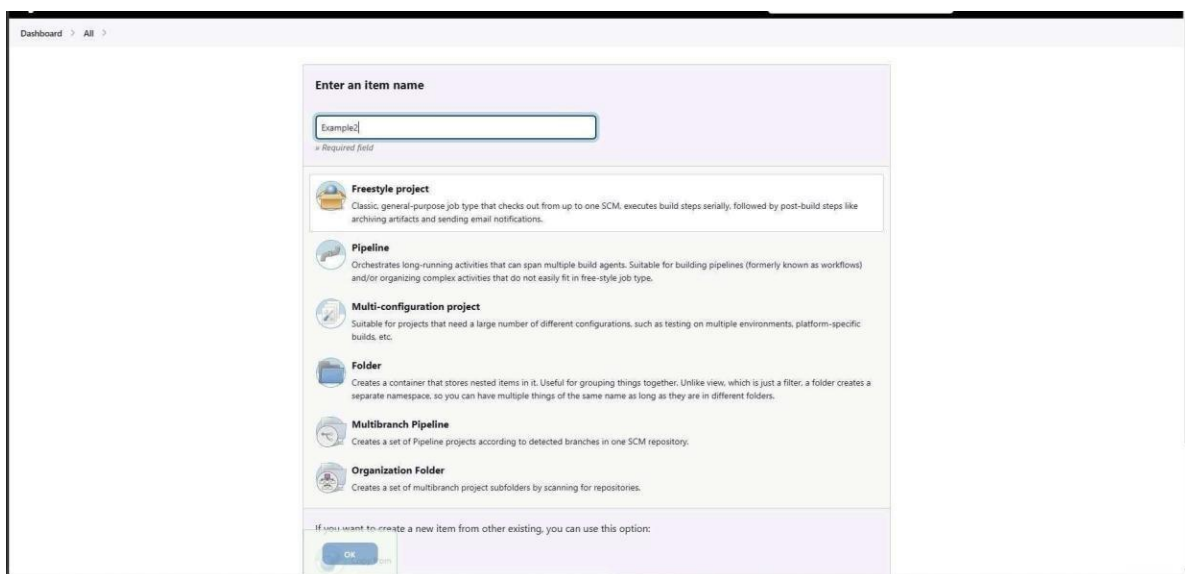 Dashboard > All >
Enter an item name
Example2
» Required field
Freestyle project
Classic, general-purpose job type that checks out from up to one SCM, executes build steps serially, followed by post-build steps like
archiving artifacts and sending email notifications.
Pipeline
Orchestrates long-running activities that can span multiple build agents. Suitable for building pipelines (formerly known as workflows)
and/or organizing complex activities that do not easily fit in free-style job type.
Multi-configuration project
Suitable for projects that need a large number of different configurations, such as testing on multiple environments, platform-specific
builds, etc.
Folder
Creates a container that stores nested items in it. Useful for grouping things together. Unlike view, which is just a filter, a folder creates a
separate namespace, so you can have multiple things of the same name as long as they are in different folders.
Multibranch Pipeline
Creates a set of Pipeline projects according to detected branches in one SCM repository.
Organization Folder
Creates a set of multibranch project subfolders by scanning for repositories.
If you want to create a new item from other existing, you can use this option:
OK
from